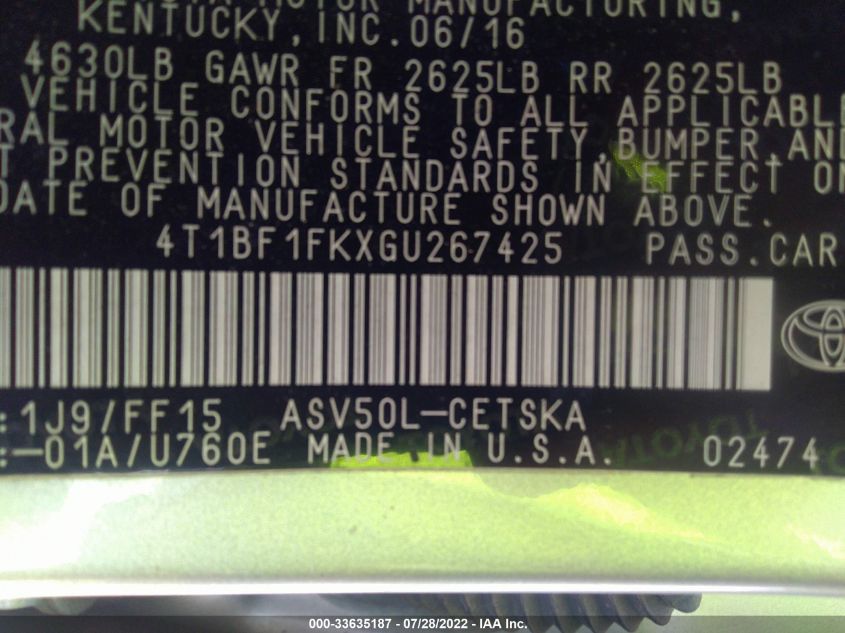 MOTOR MANUFACTURING,
KENTUCKY, INC. 06/16
4630LB GAWR FR 2625LB RR 2625LB
VEHICLE CONFORMS TO ALL APPLICABLE
RAL MOTOR VEHICLE SAFETY, BUMPER, AND
T PREVENTION STANDARDS IN EFFECT ON
DATE OF MANUFACTURE SHOWN ABOVE.
4T1BF1FKXGU267425 PASS.CAR
:1J9/FF15 ASV50L-CETSKA
:-01A/U760E MADE IN U.S.A. 02474
000-33635187 - 07/28/2022 - IAA Inc.